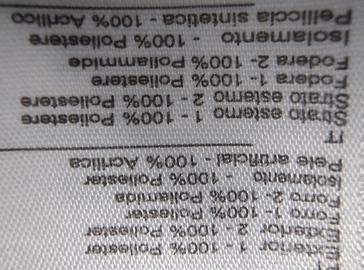 Exterior 1 - 100% Poliester
Exterior 2 - 100% Poliester
Forro 1- 100% Poliester
Forro 2- 100% Poliamida
Isolamento - 100% Poliester
Pele artificial - 100% Acrilica
IT
Strato esterno 1 - 100% Poliestere
Strato esterno 2 - 100% Poliestere
Fodera 1- 100% Poliestere
Fodera 2- 100% Poliammide
Isolamento - 100% Poliestere
Pelliccia sintetica - 100% Acrilico